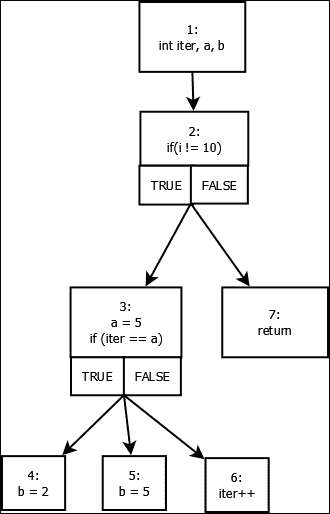 1:
int iter, a, b
2:
if(i != 10)
TRUE FALSE
3:
a = 5
if (iter == a)
TRUE FALSE
7:
return
4:
b = 2
5:
b = 5
6:
iter++